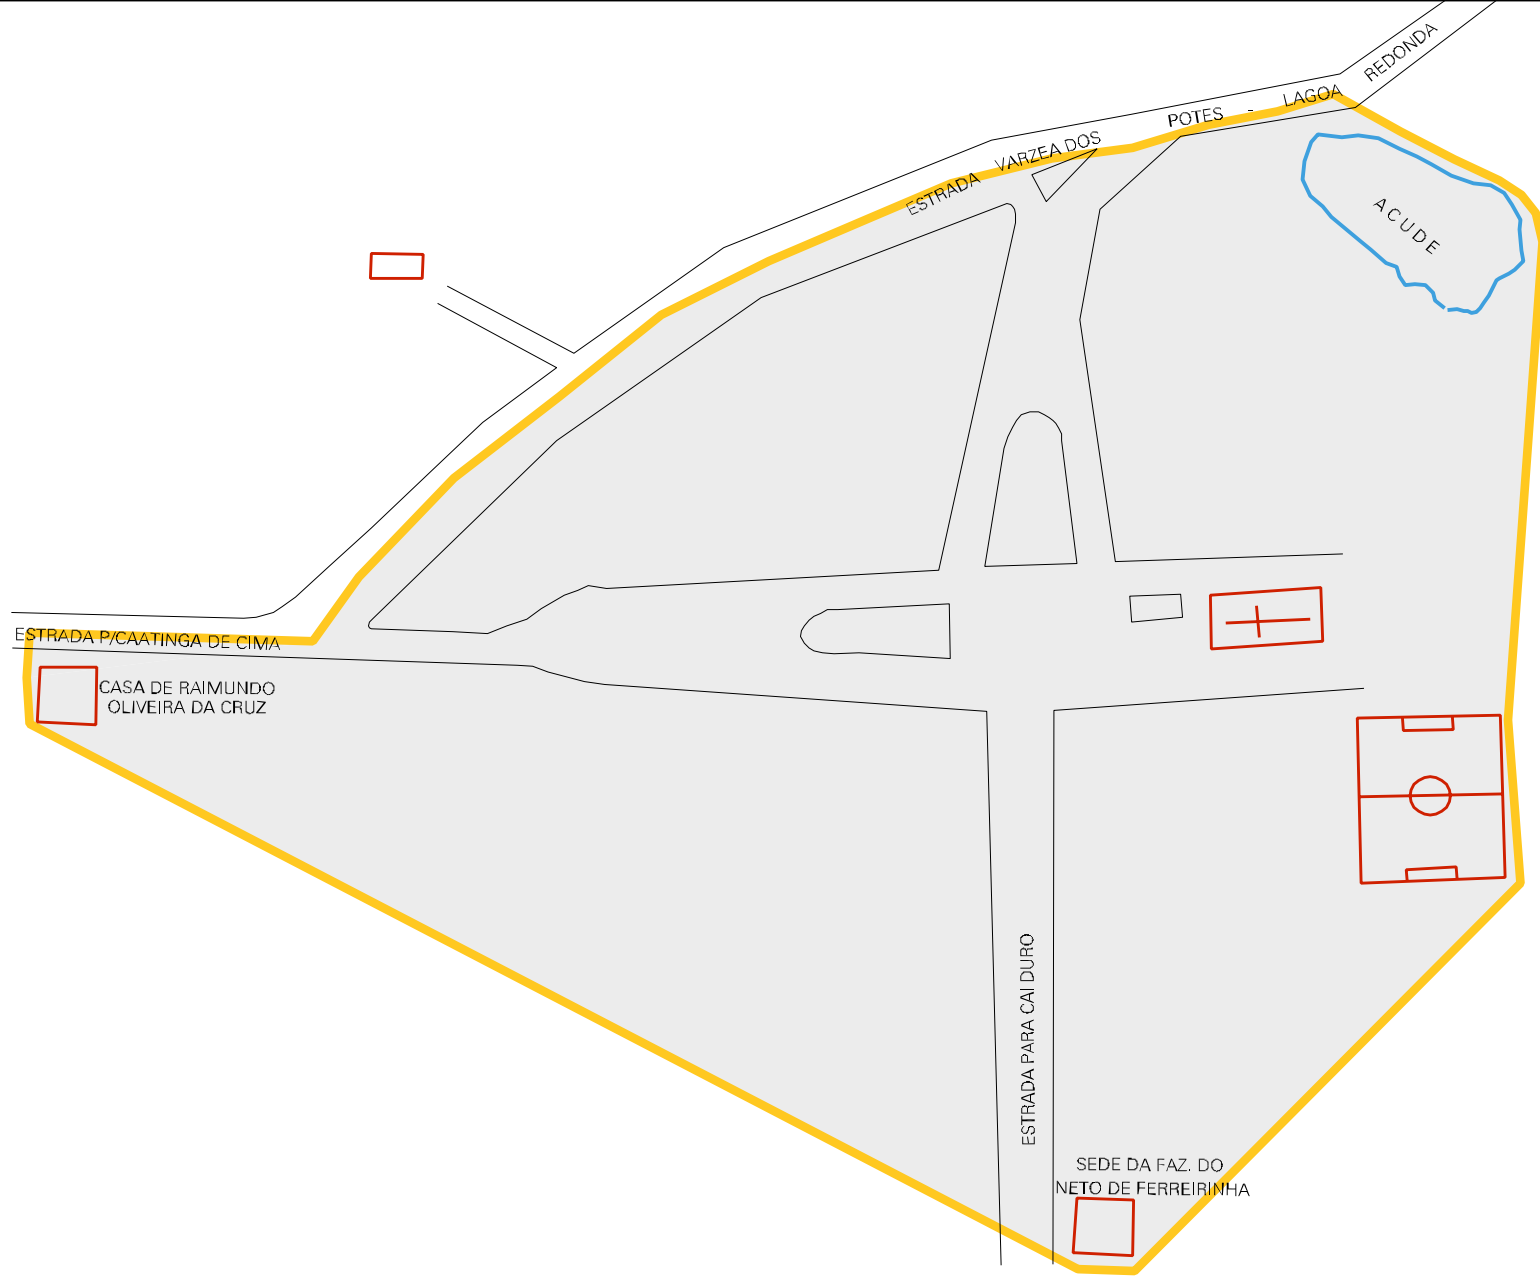 ESTRADA VARZEA DOS POTES - LAGOA REDONDA
ACUDE
ESTRADA P/CAATINGA DE CIMA
CASA DE RAIMUNDO
OLIVEIRA DA CRUZ
ESTRADA PARA CAI DURO
SEDE DA FAZ. DO
NETO DE FERREIRINHA